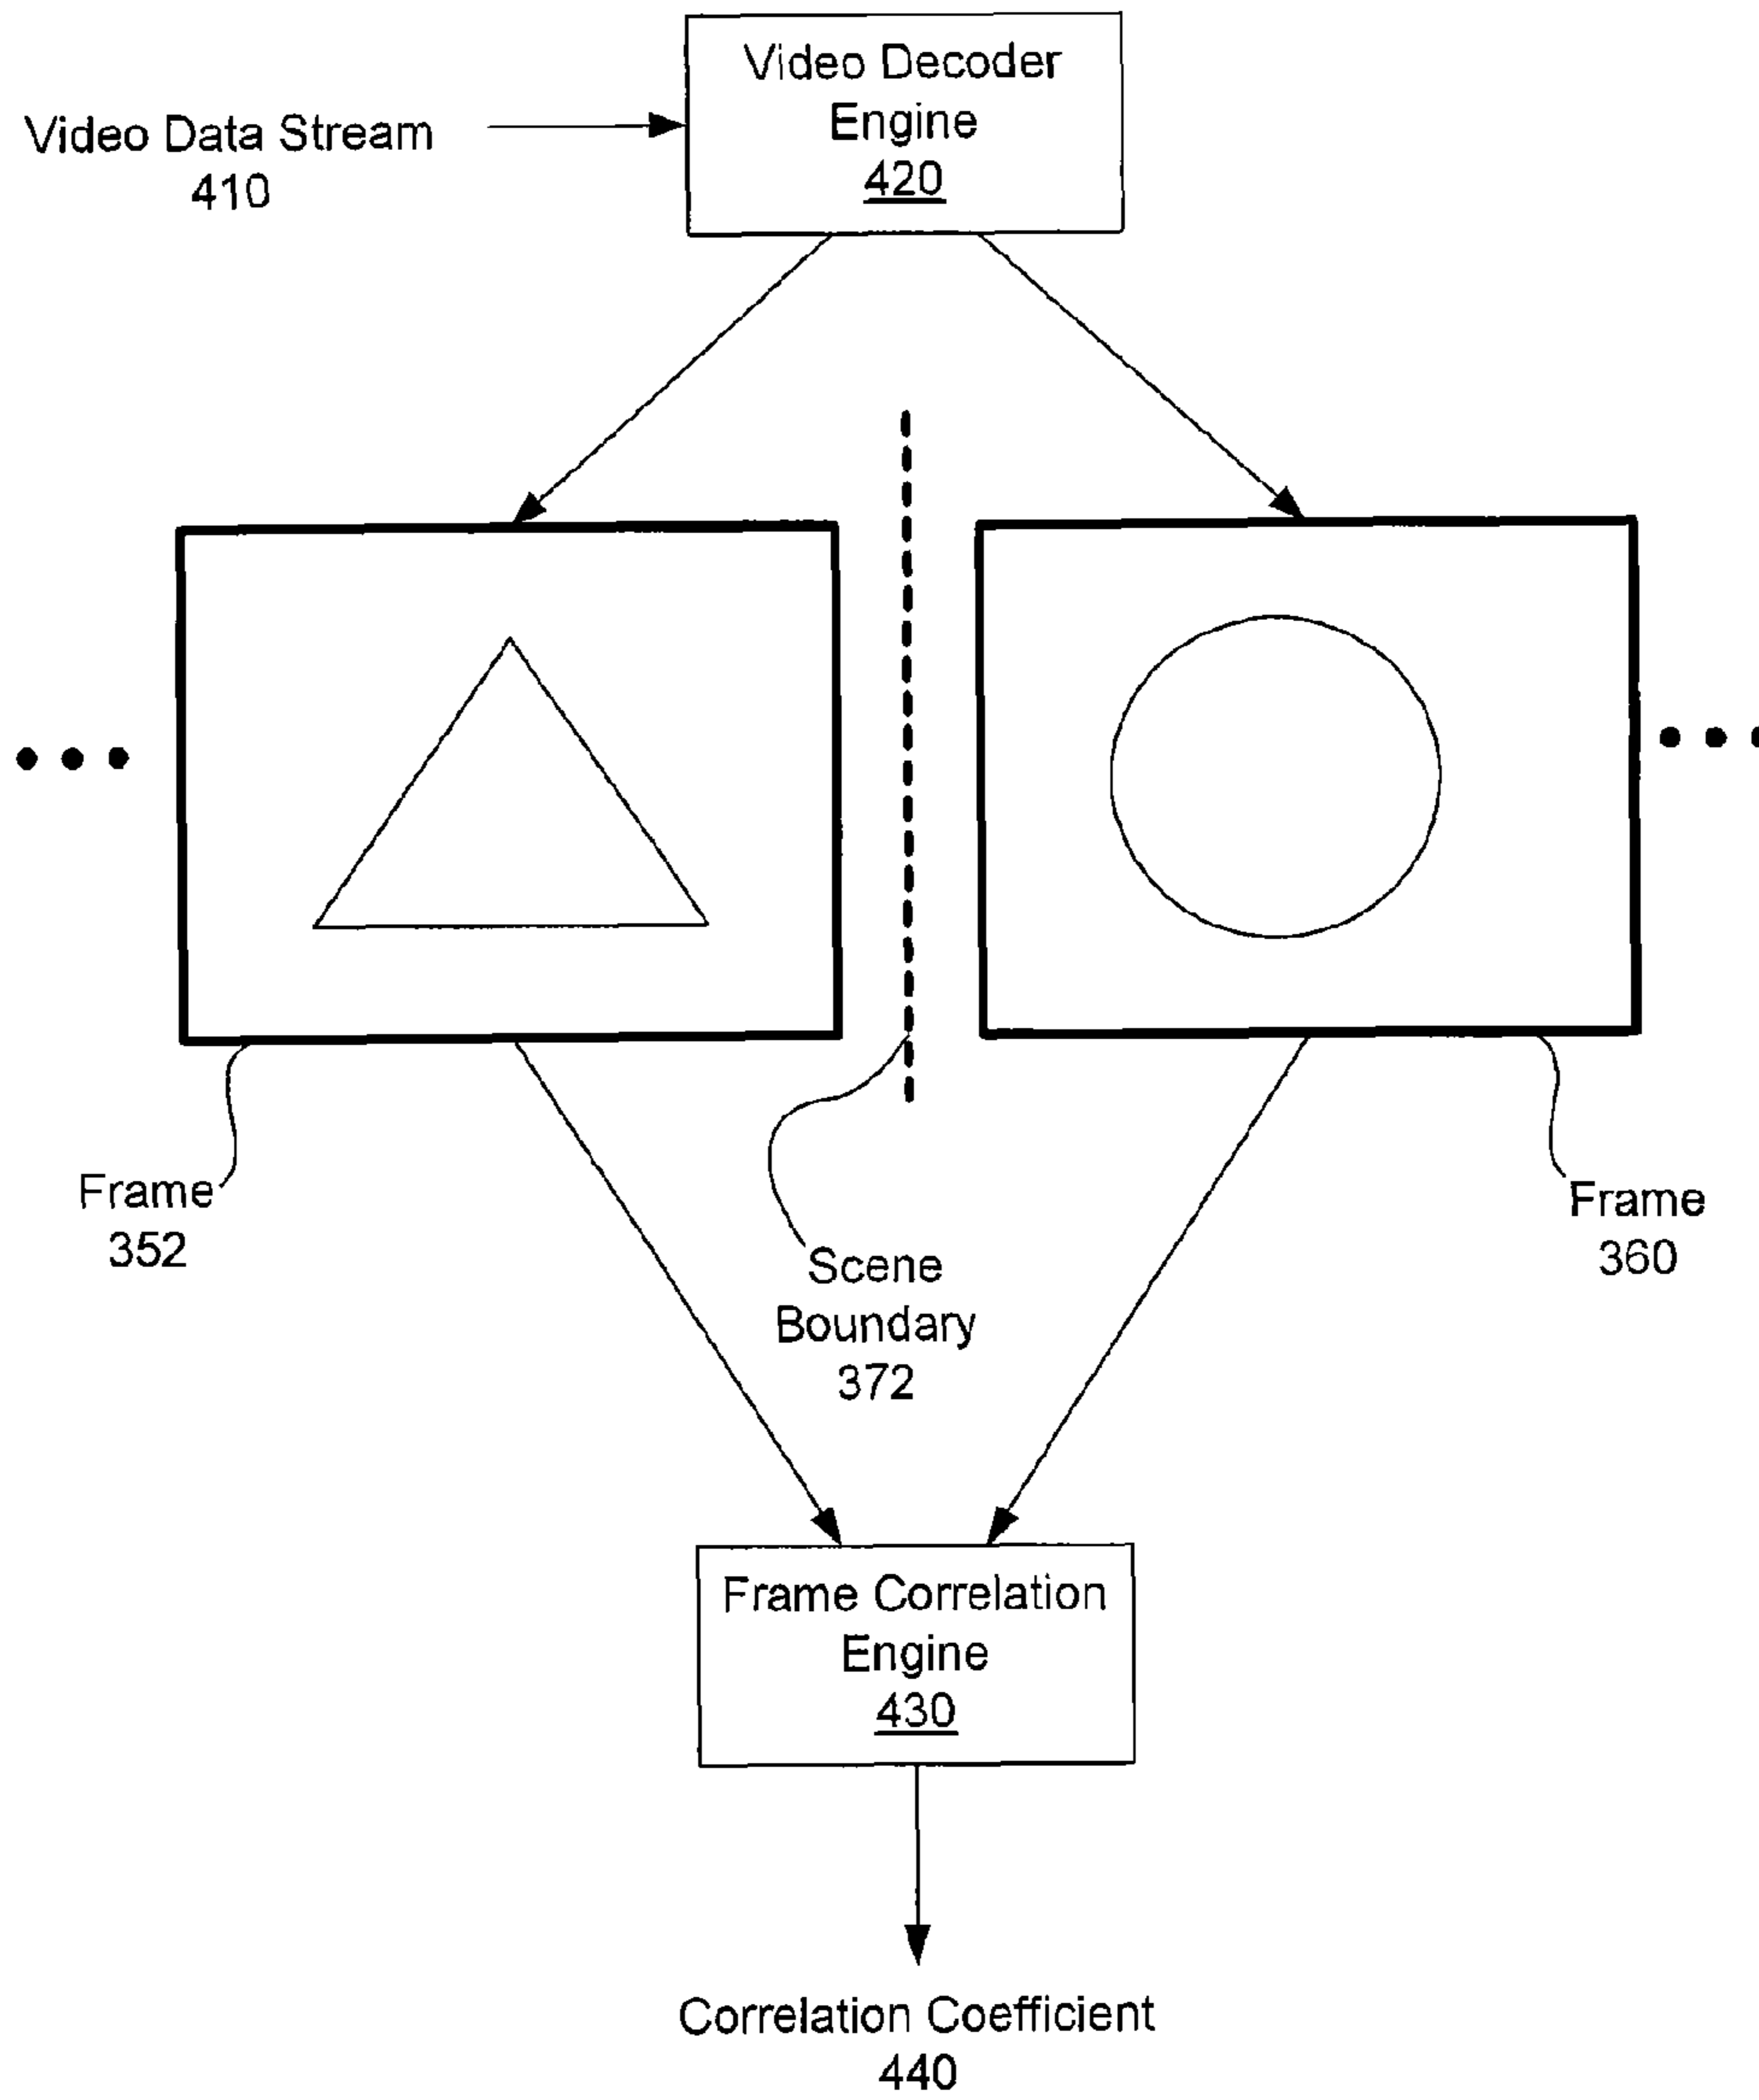 Video Decoder
Engine
420
Video Data Stream
410
Frame
352
Scene
Boundary
372
Frame
360
Frame Correlation
Engine
430
Correlation Coefficient
440